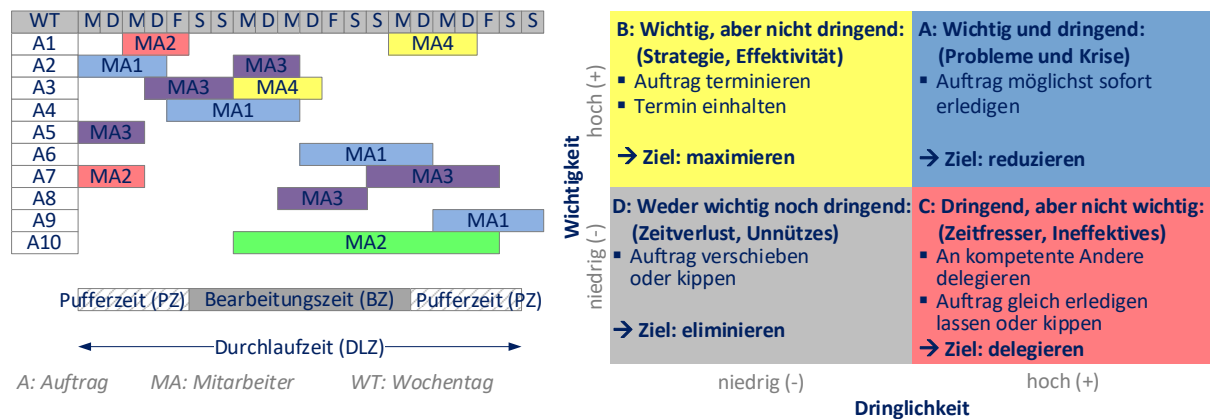 WT M D M D F S S M D M D F S S M D M D F S S
A1 MA2 MA4
A2 MA1 MA3
A3 MA3 MA4
A4 MA1
A5 MA3
A6 MA1
A7 MA2 MA3
A8 MA3
A9 MA1
A10 MA2
Pufferzeit (PZ) Bearbeitungszeit (BZ) Pufferzeit (PZ)
Durchlaufzeit (DLZ)
A: Auftrag MA: Mitarbeiter WT: Wochentag
B: Wichtig, aber nicht dringend:
(Strategie, Effektivität)
▪ Auftrag terminieren
▪ Termin einhalten
→ Ziel: maximieren
A: Wichtig und dringend:
(Probleme und Krise)
▪ Auftrag möglichst sofort
erledigen
→ Ziel: reduzieren
D: Weder wichtig noch dringend:
(Zeitverlust, Unnützes)
▪ Auftrag verschieben
oder kippen
→ Ziel: eliminieren
C: Dringend, aber nicht wichtig:
(Zeitfresser, Ineffektives)
▪ An kompetente Andere
delegieren
▪ Auftrag gleich erledigen
lassen oder kippen
→ Ziel: delegieren
Wichtigkeit
hoch (+)
niedrig (-)
niedrig (-) hoch (+)
Dringlichkeit